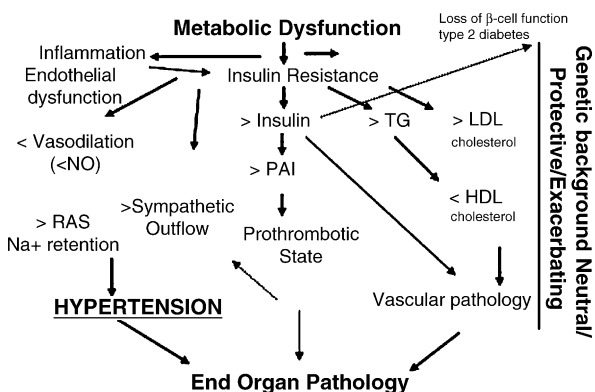 Metabolic Dysfunction
Loss of β-cell function
type 2 diabetes
Inflammation
Endothelial
dysfunction
Insulin Resistance
< Vasodilation
(<NO)
> Insulin
> TG
> LDL
cholesterol
> PAI
< HDL
cholesterol
> RAS
Na+ retention
>Sympathetic
Outflow
Prothrombotic
State
HYPERTENSION
Vascular pathology
End Organ Pathology
Genetic background Neutral/
Protective/Exacerbating